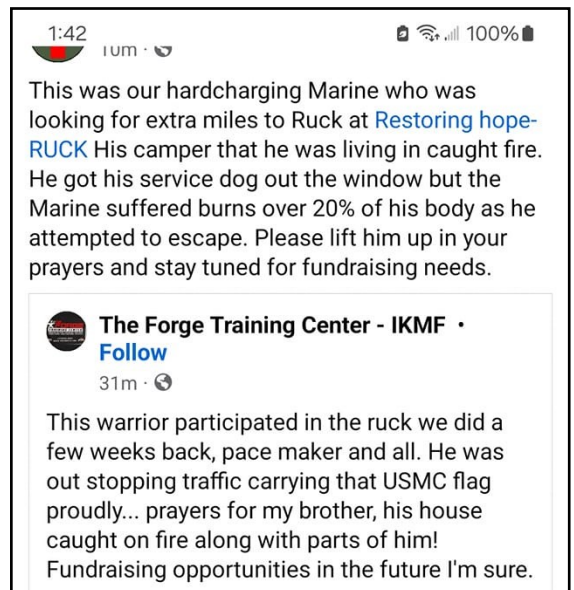 1:42
100%
10m ·
This was our hardcharging Marine who was
looking for extra miles to Ruck at Restoring hope-
RUCK His camper that he was living in caught fire.
He got his service dog out the window but the
Marine suffered burns over 20% of his body as he
attempted to escape. Please lift him up in your
prayers and stay tuned for fundraising needs.
The Forge Training Center - IKMF •
Follow
31m ·
This warrior participated in the ruck we did a
few weeks back, pace maker and all. He was
out stopping traffic carrying that USMC flag
proudly... prayers for my brother, his house
caught on fire along with parts of him!
Fundraising opportunities in the future I'm sure.